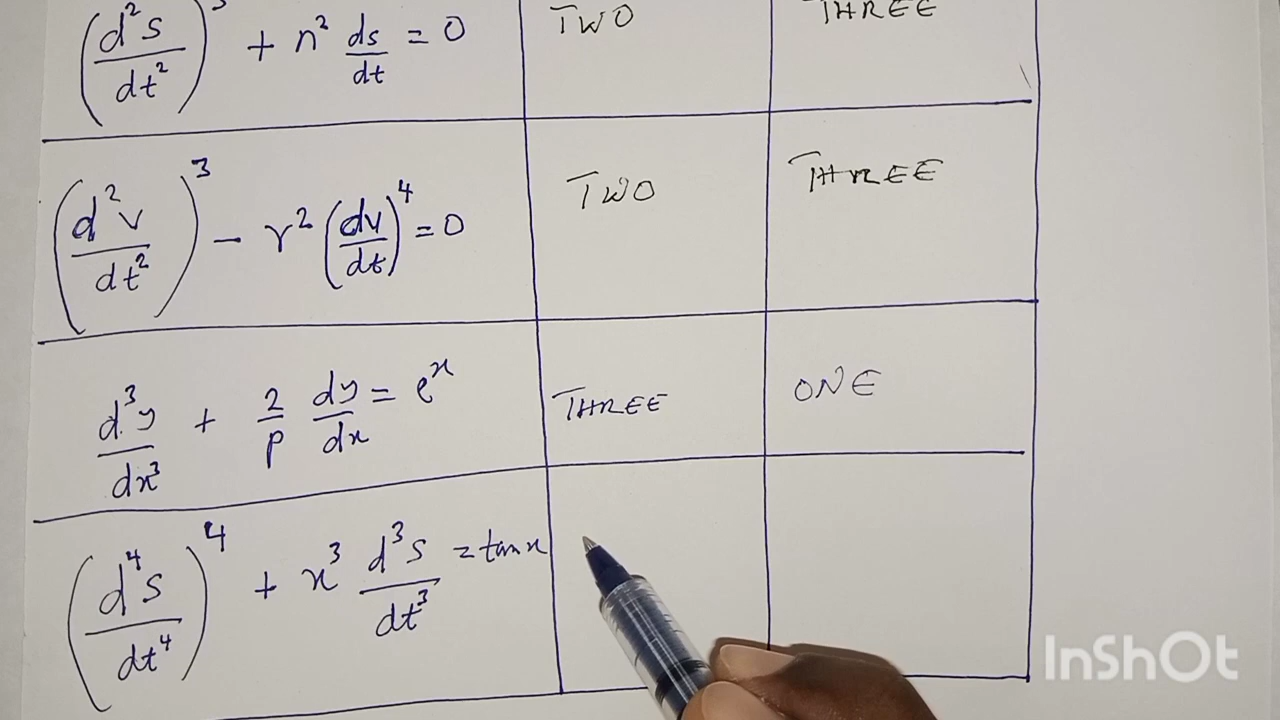 (d²s/dt²)³ + n² ds/dt = 0 TWO THREE
(d²v/dt²)³ - r² (dv/dt)⁴ = 0 TWO THREE
d³y/dx³ + 2/p dy/dx = eˣ THREE ONE
(d⁴s/dt⁴)⁴ + x³ d³s/dt³ = tan x
InShOt